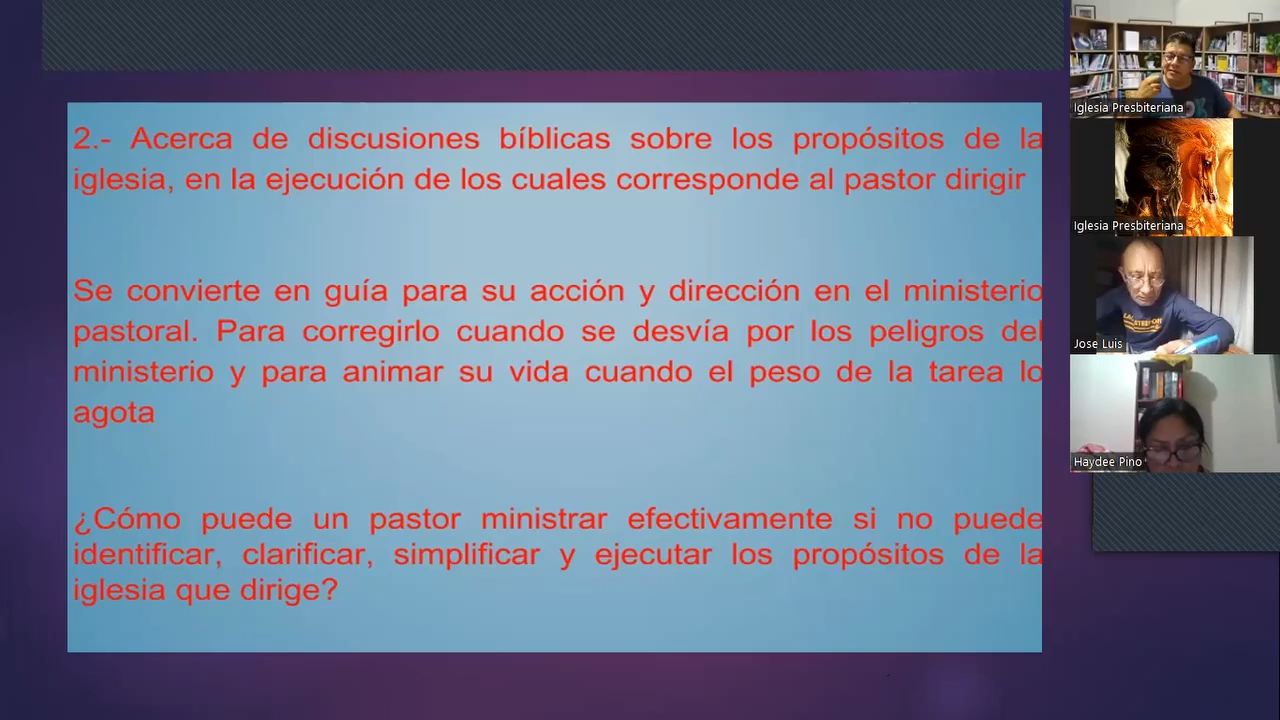 2.- Acerca de discusiones bíblicas sobre los propósitos de la
iglesia, en la ejecución de los cuales corresponde al pastor dirigir
Se convierte en guía para su acción y dirección en el ministerio
pastoral. Para corregirlo cuando se desvía por los peligros del
ministerio y para animar su vida cuando el peso de la tarea lo
agota
¿Cómo puede un pastor ministrar efectivamente si no puede
identificar, clarificar, simplificar y ejecutar los propósitos de la
iglesia que dirige?
Iglesia Presbiteriana
Iglesia Presbiteriana
Jose Luis
Haydee Pino